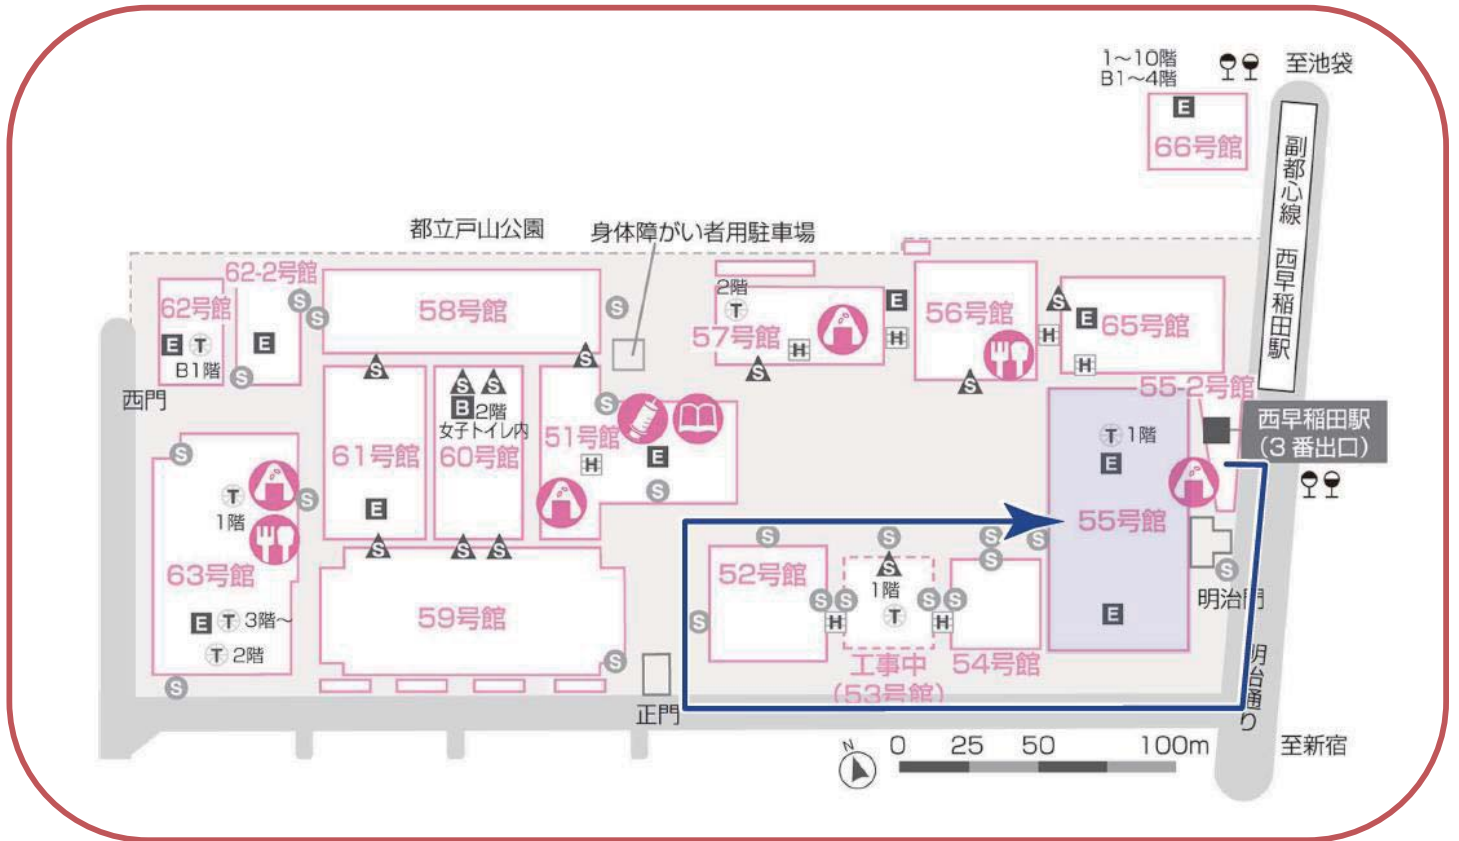 1～10階
B1～4階
至池袋
E
66号館
副都心線 西早稲田駅
都立戸山公園
身体障がい者用駐車場
62-2号館
62号館
E T
B1階
E
S
S
S
58号館
S
S
S
2階
T
57号館
H
S
E
H
56号館
S
H
S
E
65号館
H
西門
55-2号館
西早稲田駅
(3番出口)
S S
B 2階
女子トイレ内
61号館
E
S
60号館
S S
51号館
H
S
E
S
T 1階
E
55号館
E
S
T
1階
S
63号館
E T 3階～
T 2階
S
59号館
S
S
52号館
S
S
S
H
S
S
1階
T
S
H
S
S
S
S
工事中
(53号館)
54号館
S
明治門
明治通り
正門
N
0 25 50 100m
至新宿